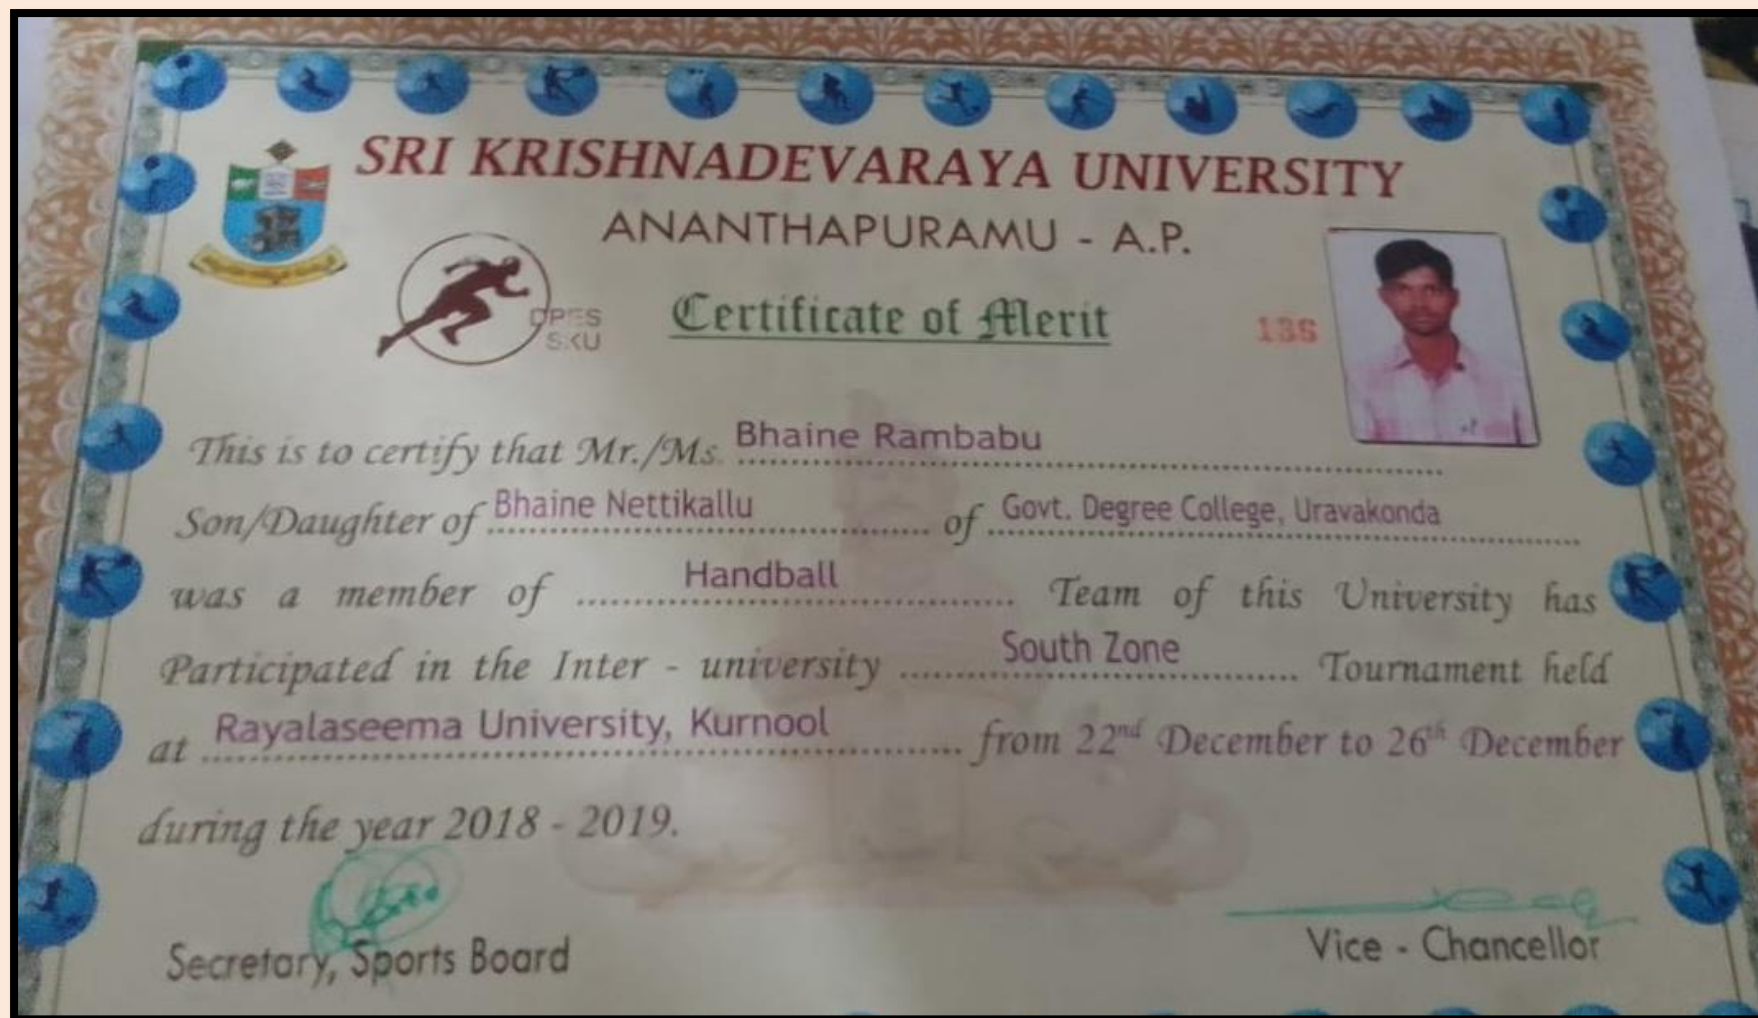 SRI KRISHNADEVARAYA UNIVERSITY
ANANTHAPURAMU - A.P.
DPES
SKU
Certificate of Merit
136
This is to certify that Mr./Ms. Bhaine Rambabu
Son/Daughter of Bhaine Nettikallu of Govt. Degree College, Uravakonda
was a member of Handball Team of this University has
Participated in the Inter - university South Zone Tournament held
at Rayalaseema University, Kurnool from 22nd December to 26th December
during the year 2018 - 2019.
Secretary, Sports Board
Vice - Chancellor